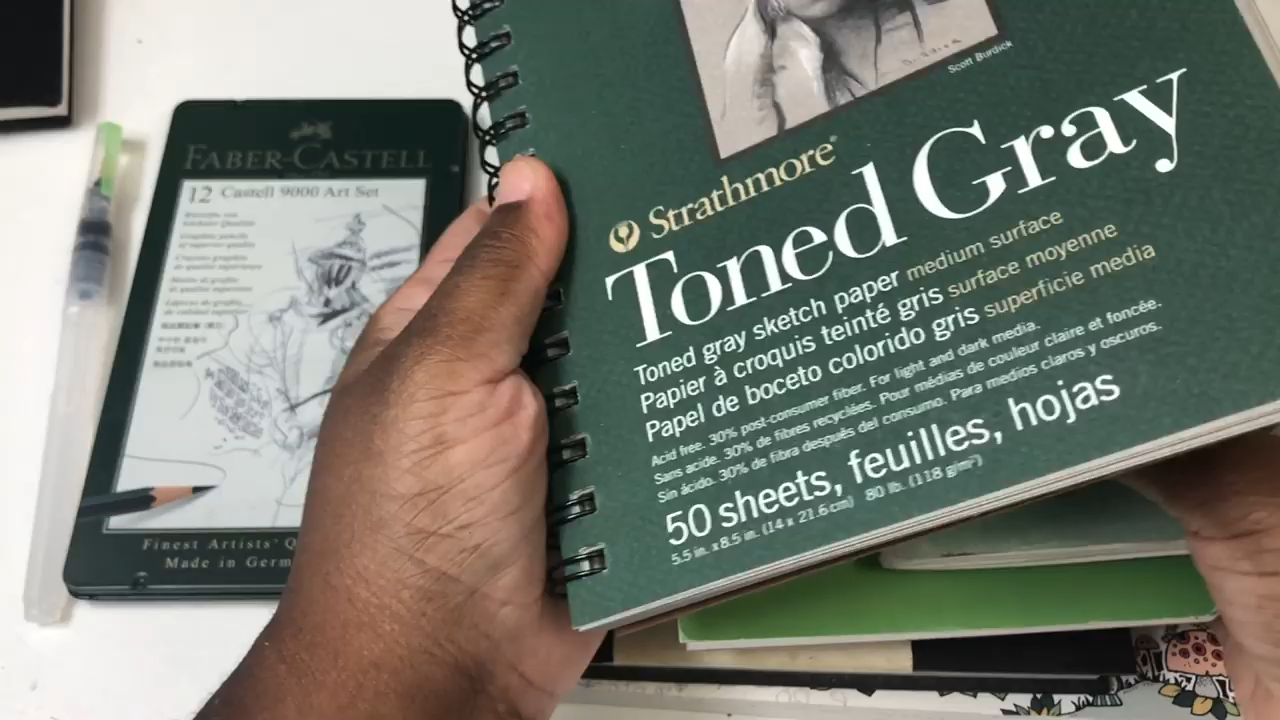 FABER-CASTELL
12 Castell 9000 Art Set
Finest Artists' Q
Made in Germ
Scott Burdick
Strathmore®
Toned Gray
Toned gray sketch paper medium surface
Papier à croquis teinté gris surface moyenne
Papel de boceto colorido gris superficie media
Acid free. 30% post-consumer fiber. For light and dark media.
Sans acide. 30% de fibres recyclées. Pour médias de couleur claire et foncée.
Sin ácido. 30% de fibra después del consumo. Para medios claros y oscuros.
50 sheets, feuilles, hojas
5.5 in. x 8.5 in. (14 x 21.6 cm) 80 lb. (118 g/m²)